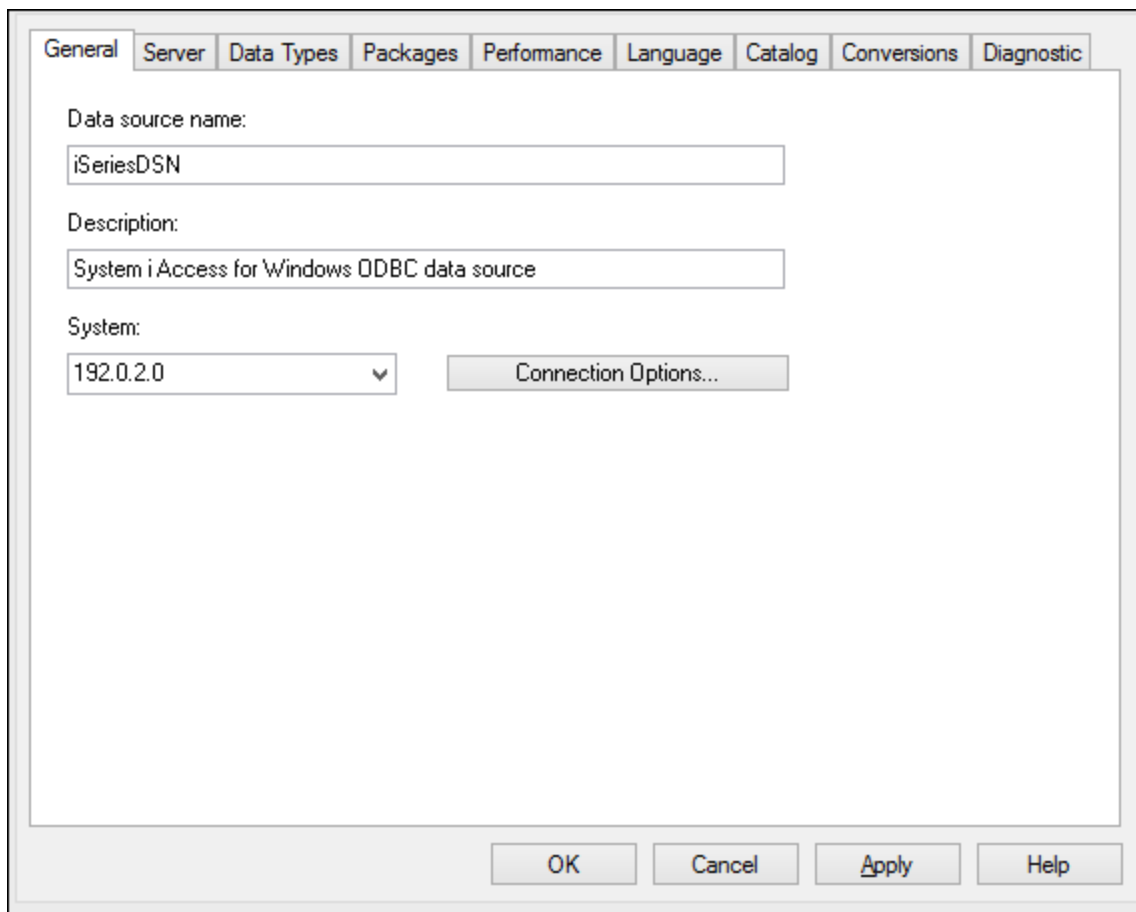 General Server Data Types Packages Performance Language Catalog Conversions Diagnostic
Data source name:
iSeriesDSN
Description:
System i Access for Windows ODBC data source
System:
192.0.2.0 Connection Options...
OK Cancel Apply Help